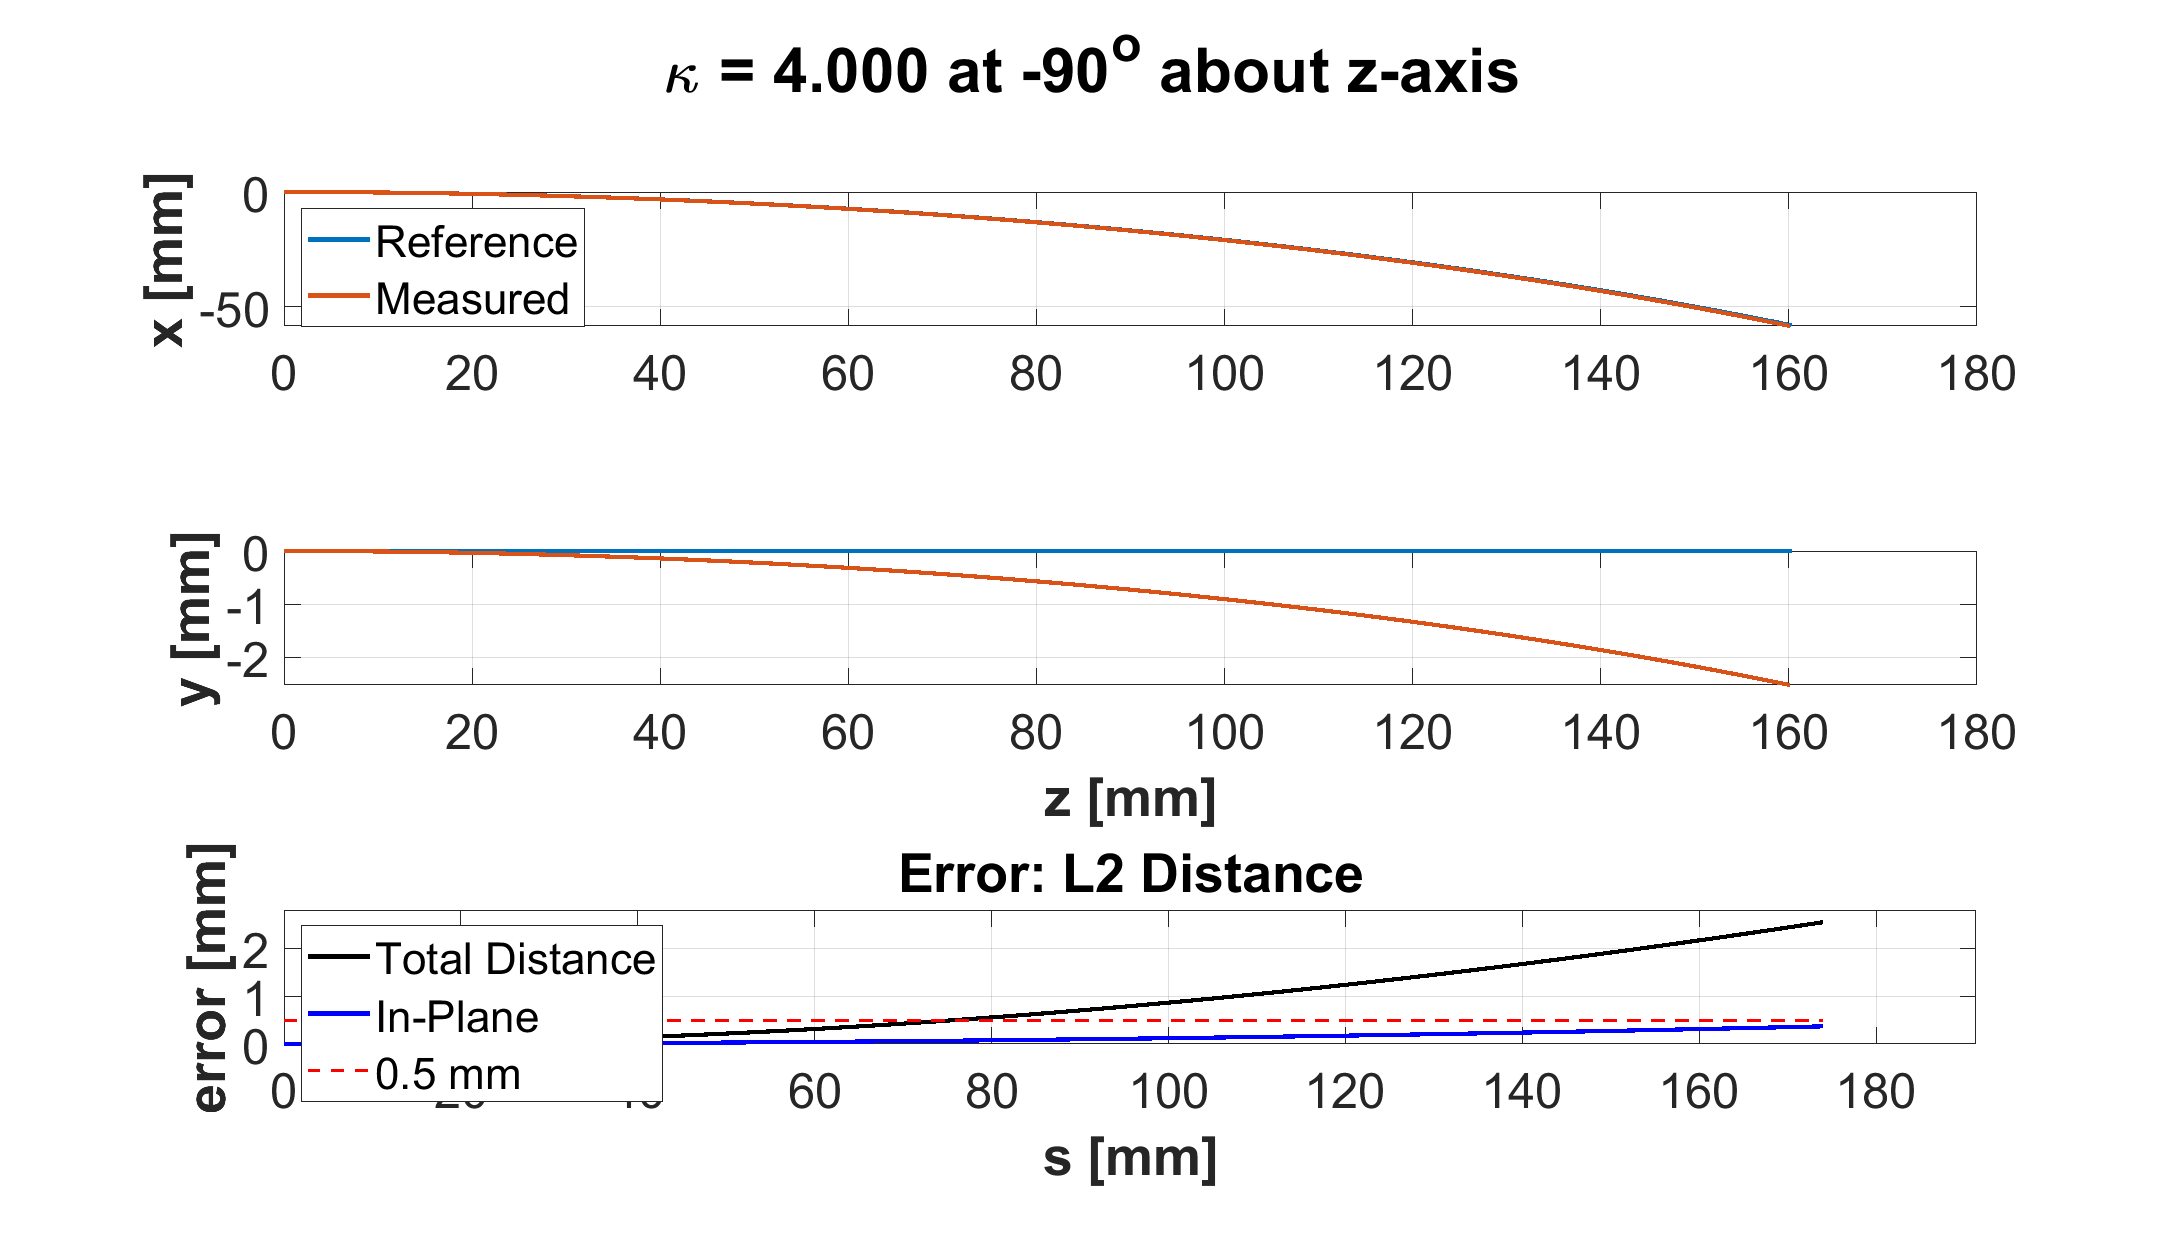 κ = 4.000 at -90° about z-axis
x [mm]
0
-50
Reference
Measured
0 20 40 60 80 100 120 140 160 180
y [mm]
0
-1
-2
0 20 40 60 80 100 120 140 160 180
z [mm]
Error: L2 Distance
error [mm]
2
1
0
Total Distance
In-Plane
0.5 mm
0 20 40 60 80 100 120 140 160 180
s [mm]